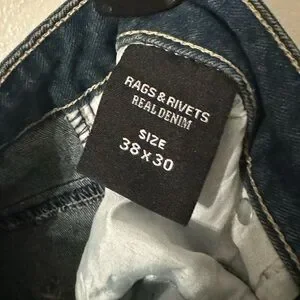 RAGS & RIVETS
REAL DENIM
SIZE
38 X 30